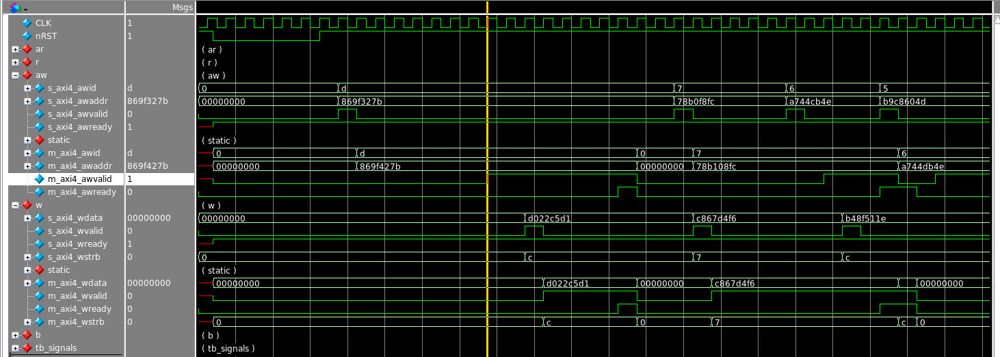 Msgs
CLK 1
nRST 1
ar ( ar )
r ( r )
aw ( aw )
s_axi4_awid d 0 d 7 6 5
s_axi4_awaddr 869f327b 00000000 869f327b 78b0f8fc a744cb4e b9c8604d
s_axi4_awvalid 0
s_axi4_awready 1
static ( static )
m_axi4_awid d 0 d 0 7 6
m_axi4_awaddr 869f427b 00000000 869f427b 00000000 78b108fc a744db4e
m_axi4_awvalid 1
m_axi4_awready 0
w ( w )
s_axi4_wdata 00000000 00000000 d022c5d1 c867d4f6 b48f511e
s_axi4_wvalid 0
s_axi4_wready 1
s_axi4_wstrb 0 0 c 7 c
static ( static )
m_axi4_wdata 00000000 00000000 d022c5d1 00000000 c867d4f6 00000000
m_axi4_wvalid 0
m_axi4_wready 0
m_axi4_wstrb 0 0 c 0 7 c 0
b ( b )
tb_signals ( tb_signals )